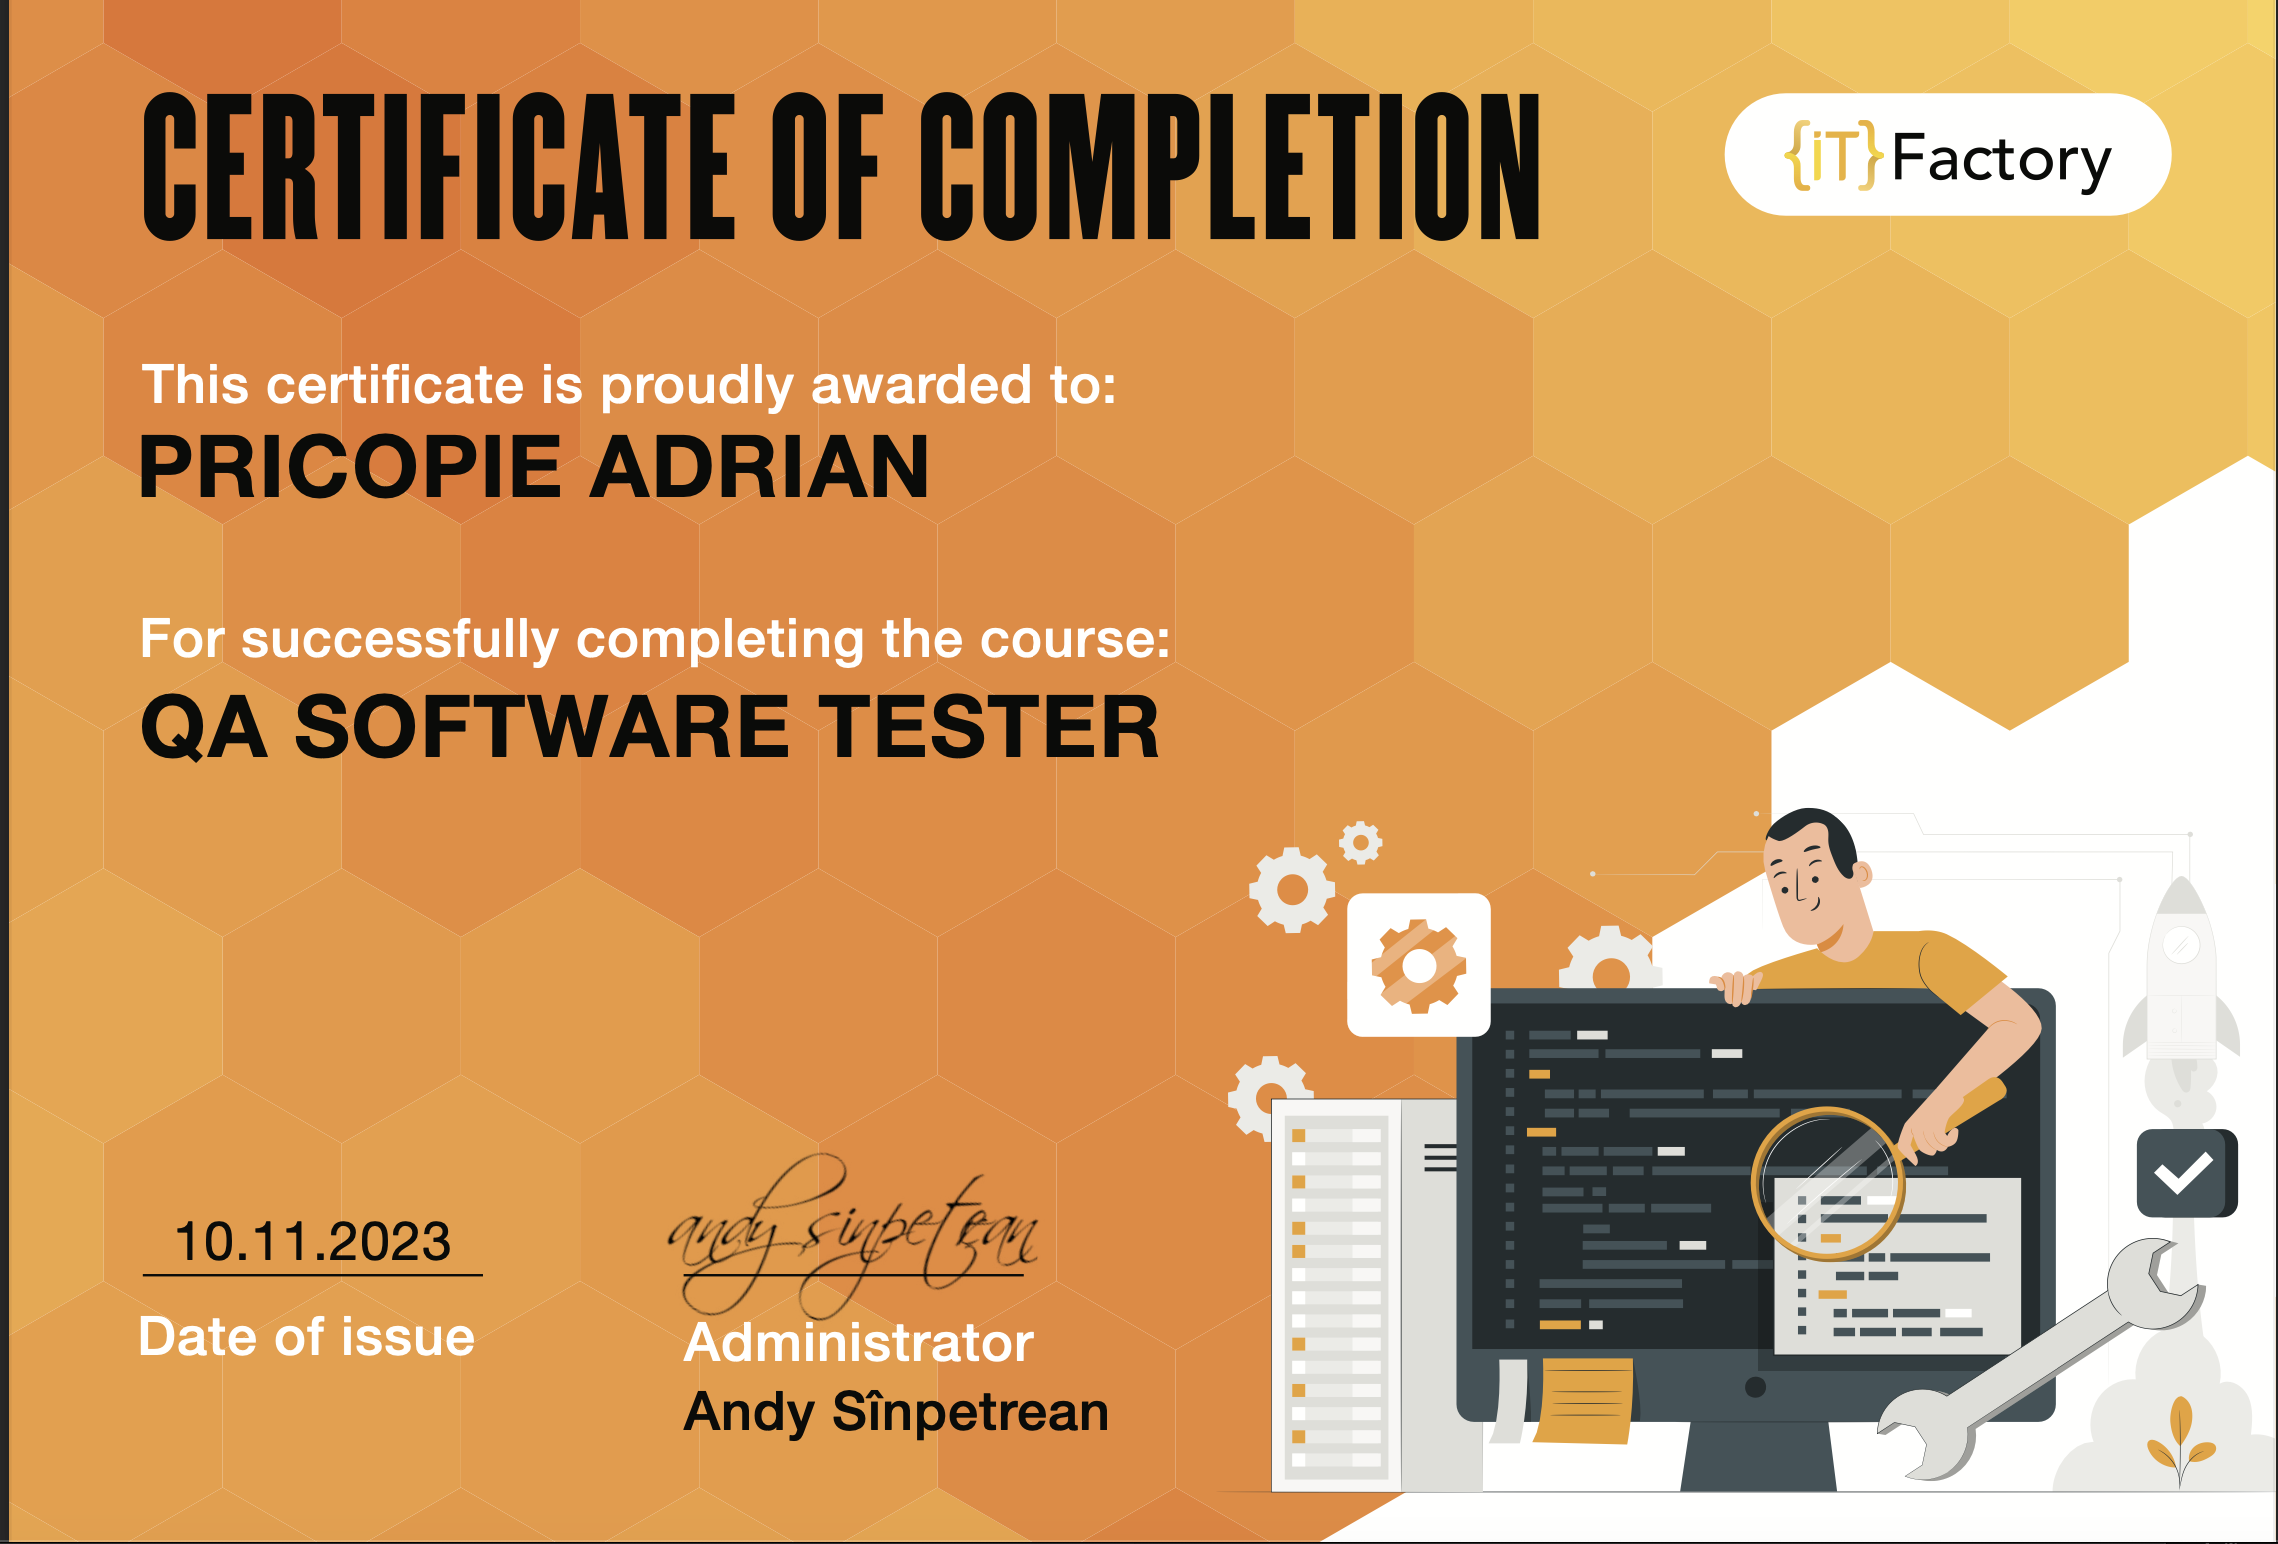 CERTIFICATE OF COMPLETION
{iT} Factory
This certificate is proudly awarded to:
PRICOPIE ADRIAN
For successfully completing the course:
QA SOFTWARE TESTER
10.11.2023
Date of issue
andy sinpetrean
Administrator
Andy Sînpetrean